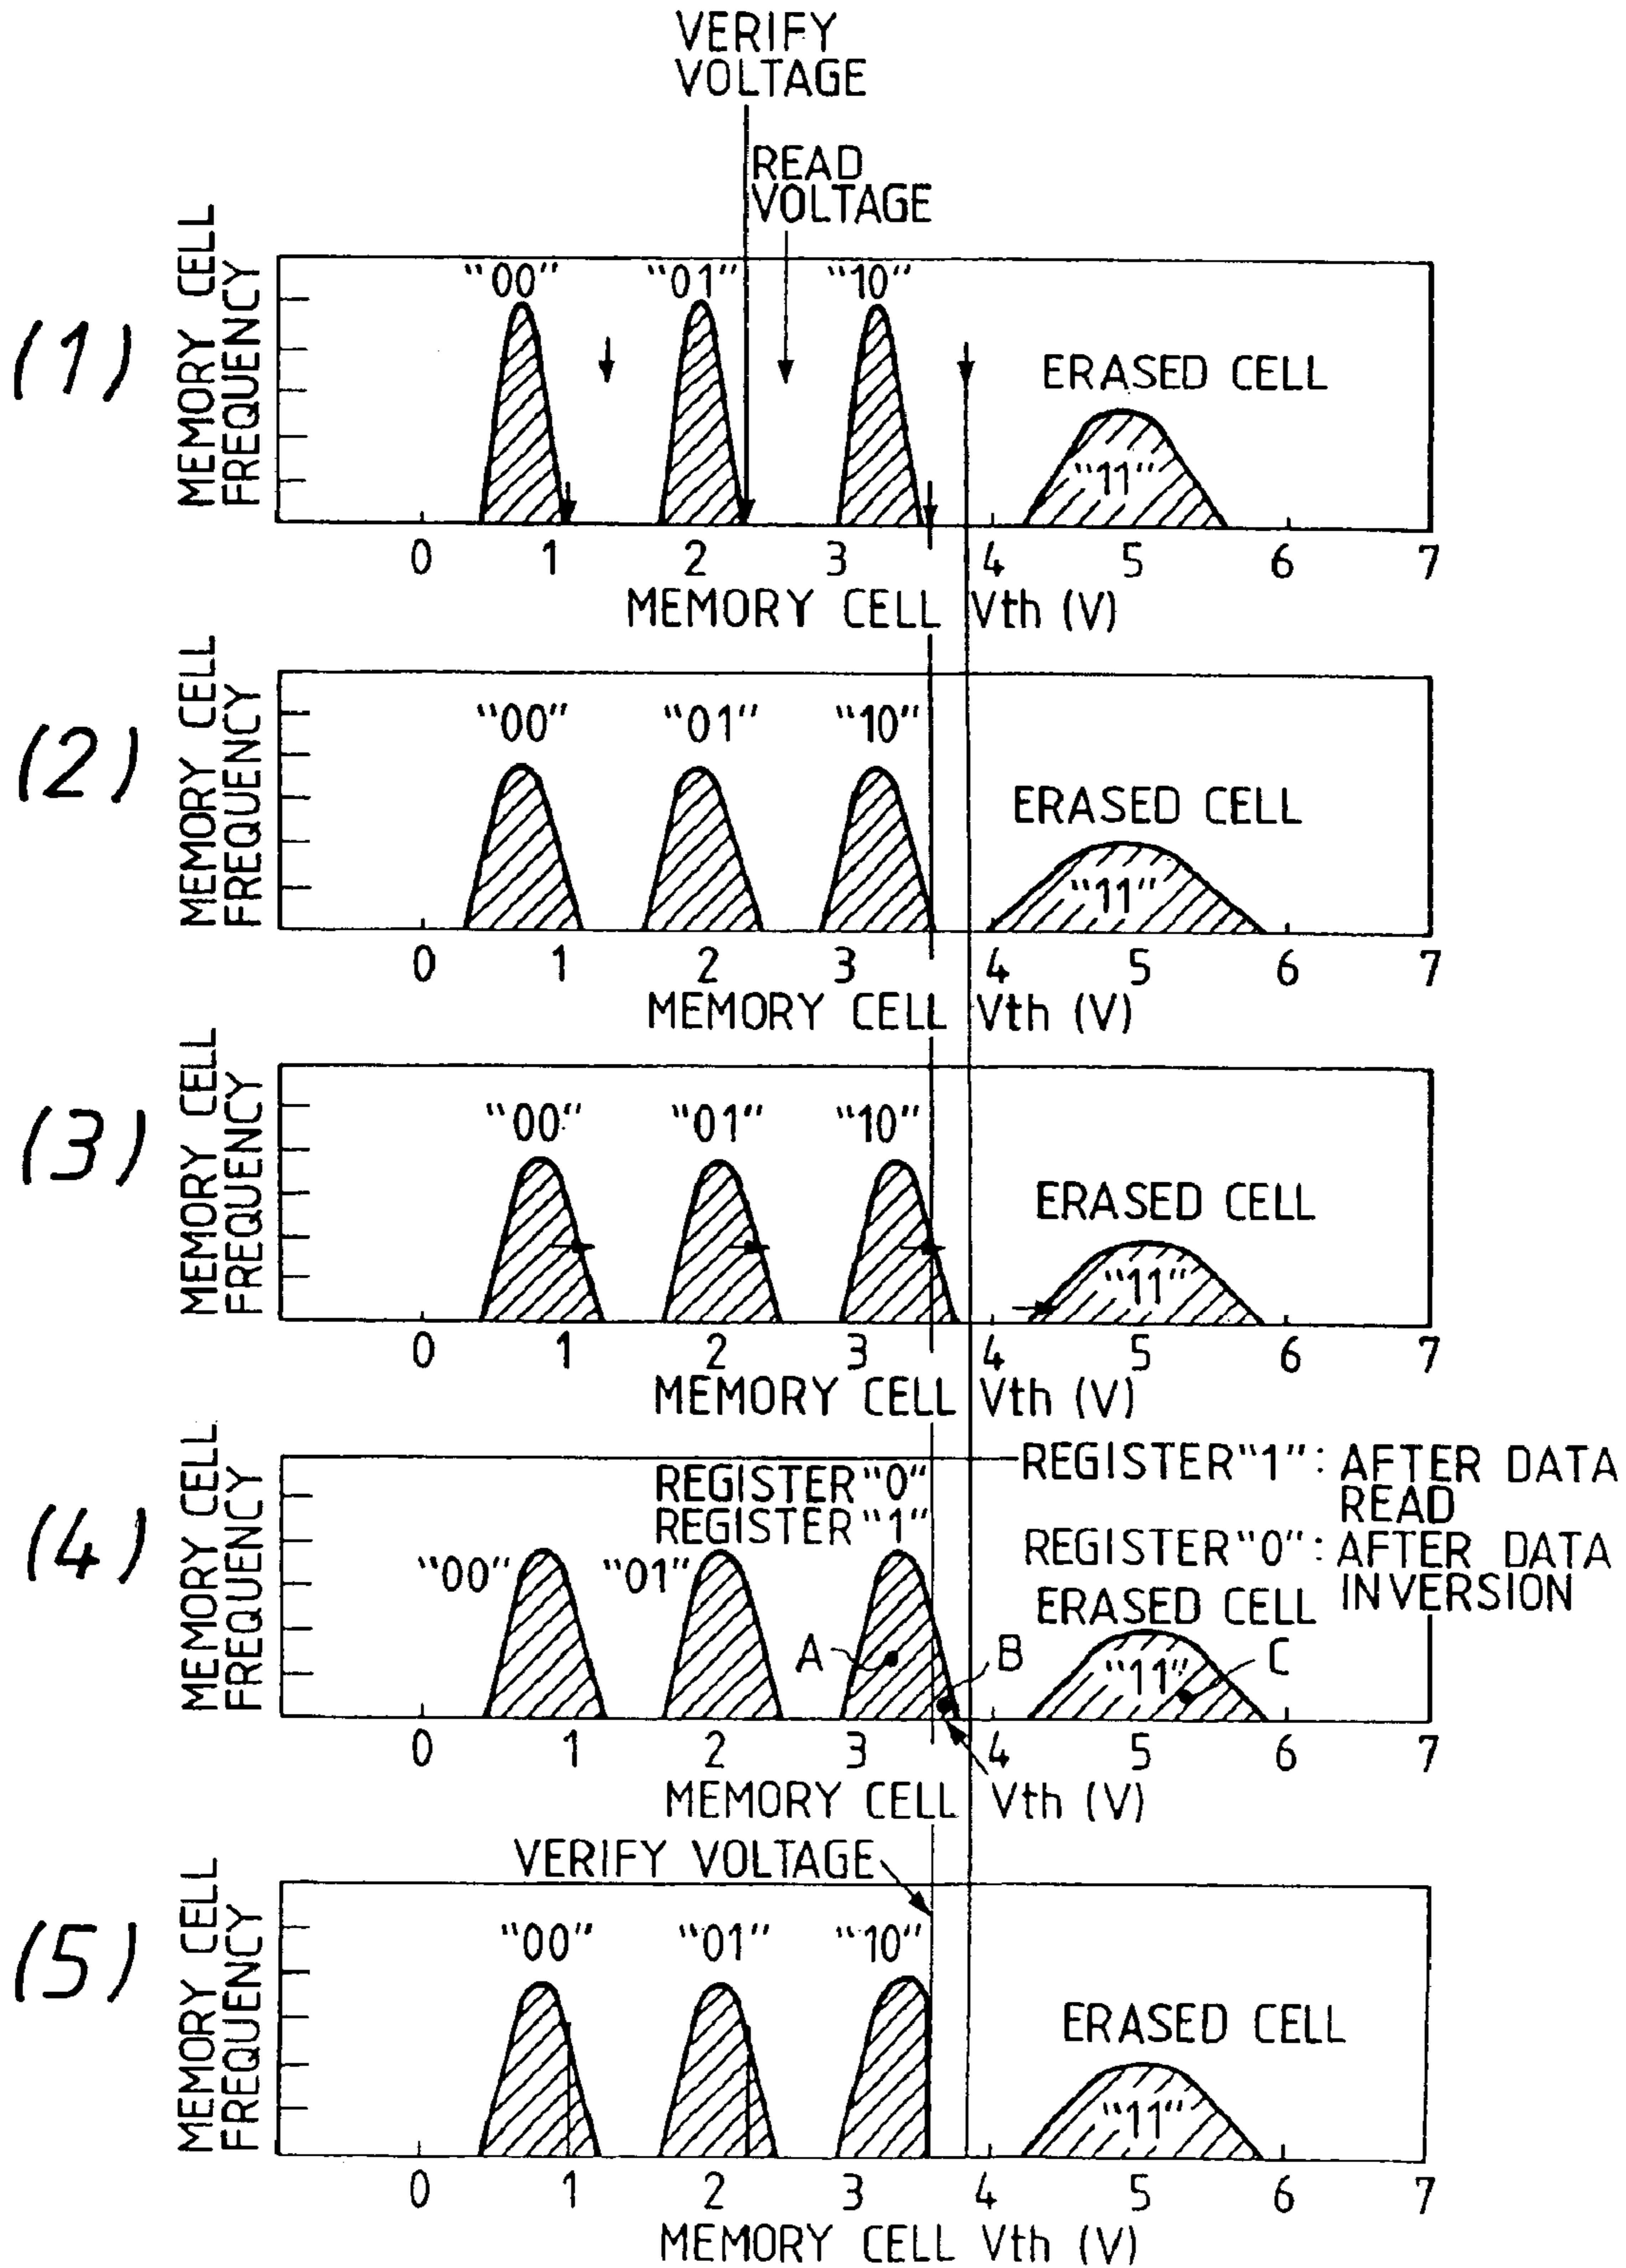 VERIFY
VOLTAGE
READ
VOLTAGE
(1)
MEMORY CELL
FREQUENCY
"00" "01" "10"
ERASED CELL
"11"
0 1 2 3 4 5 6 7
MEMORY CELL Vth (V)
(2)
MEMORY CELL
FREQUENCY
"00" "01" "10"
ERASED CELL
"11"
0 1 2 3 4 5 6 7
MEMORY CELL Vth (V)
(3)
MEMORY CELL
FREQUENCY
"00" "01" "10"
ERASED CELL
"11"
0 1 2 3 4 5 6 7
MEMORY CELL Vth (V)
(4)
MEMORY CELL
FREQUENCY
REGISTER "0"
REGISTER "1"
REGISTER "1" : AFTER DATA
READ
REGISTER "0" : AFTER DATA
INVERSION
"00" "01"
ERASED CELL
A B "11" C
0 1 2 3 4 5 6 7
MEMORY CELL Vth (V)
VERIFY VOLTAGE
(5)
MEMORY CELL
FREQUENCY
"00" "01" "10"
ERASED CELL
"11"
0 1 2 3 4 5 6 7
MEMORY CELL Vth (V)